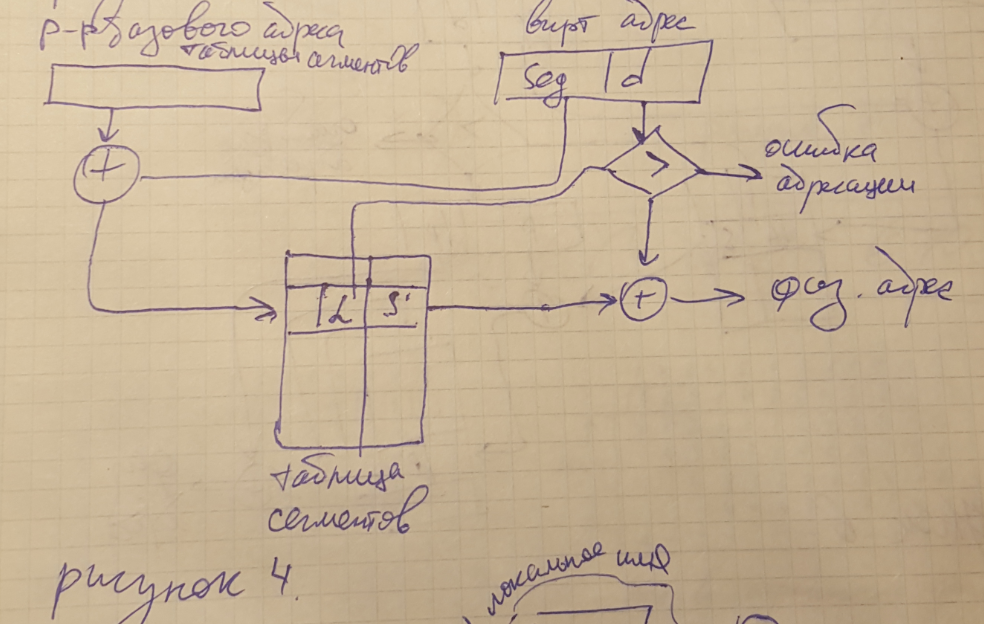 р-р базового адреса
таблицы сегментов
вирт адрес
Seg d
+
>
ошибка
адресации
L S'
+
физ. адрес
таблица
сегментов
рисунок 4.
локальное имя